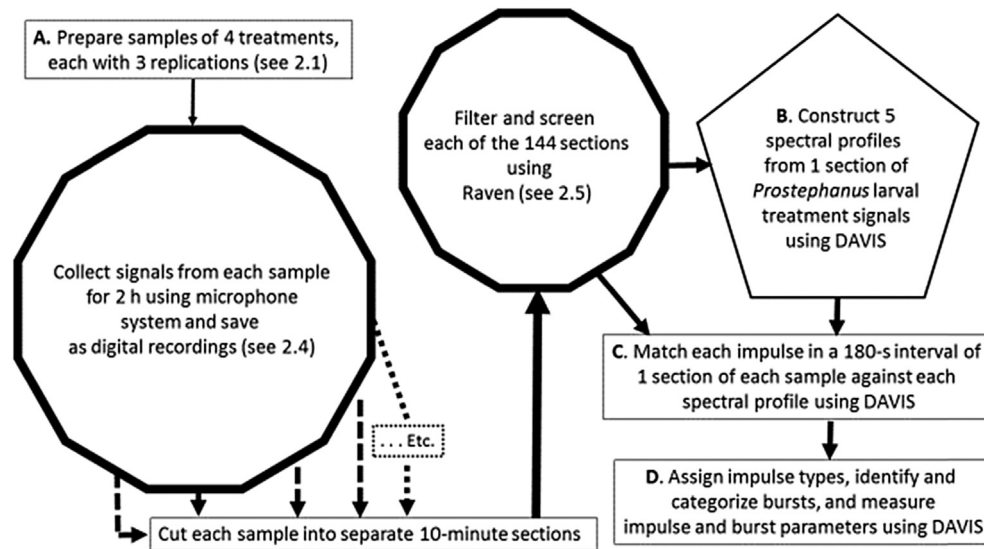 A. Prepare samples of 4 treatments,
each with 3 replications (see 2.1)
Collect signals from each sample
for 2 h using microphone
system and save
as digital recordings (see 2.4)
. . . Etc.
Cut each sample into separate 10-minute sections
Filter and screen
each of the 144 sections
using
Raven (see 2.5)
B. Construct 5
spectral profiles
from 1 section of
Prostephanus larval
treatment signals
using DAVIS
C. Match each impulse in a 180-s interval of
1 section of each sample against each
spectral profile using DAVIS
D. Assign impulse types, identify and
categorize bursts, and measure
impulse and burst parameters using DAVIS